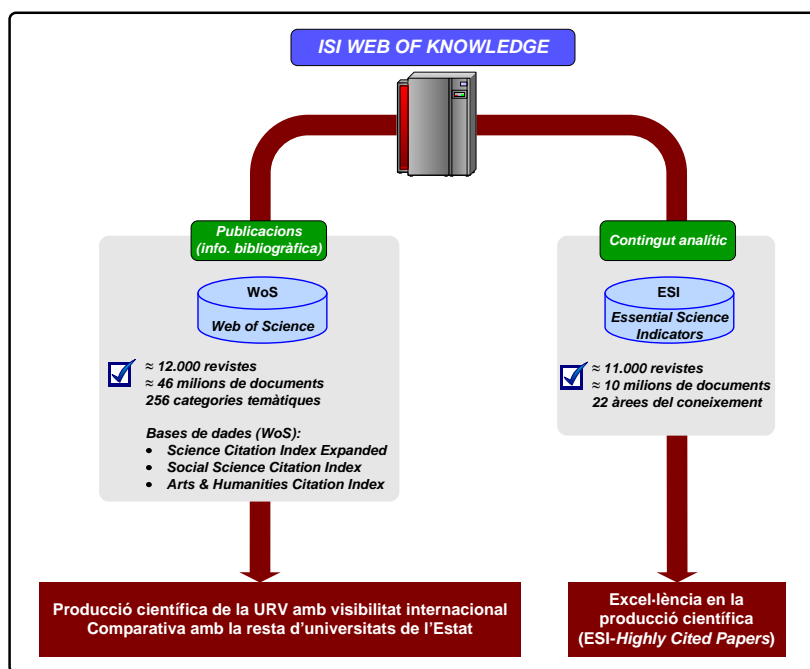 ISI WEB OF KNOWLEDGE
Publicacions
(info. bibliogràfica)
WoS
Web of Science
≈ 12.000 revistes
≈ 46 milions de documents
256 categories temàtiques
Bases de dades (WoS):
• Science Citation Index Expanded
• Social Science Citation Index
• Arts & Humanities Citation Index
Producció científica de la URV amb visibilitat internacional
Comparativa amb la resta d’universitats de l’Estat
Contingut analític
ESI
Essential Science
Indicators
≈ 11.000 revistes
≈ 10 milions de documents
22 àrees del coneixement
Excel·lència en la
producció científica
(ESI-Highly Cited Papers)